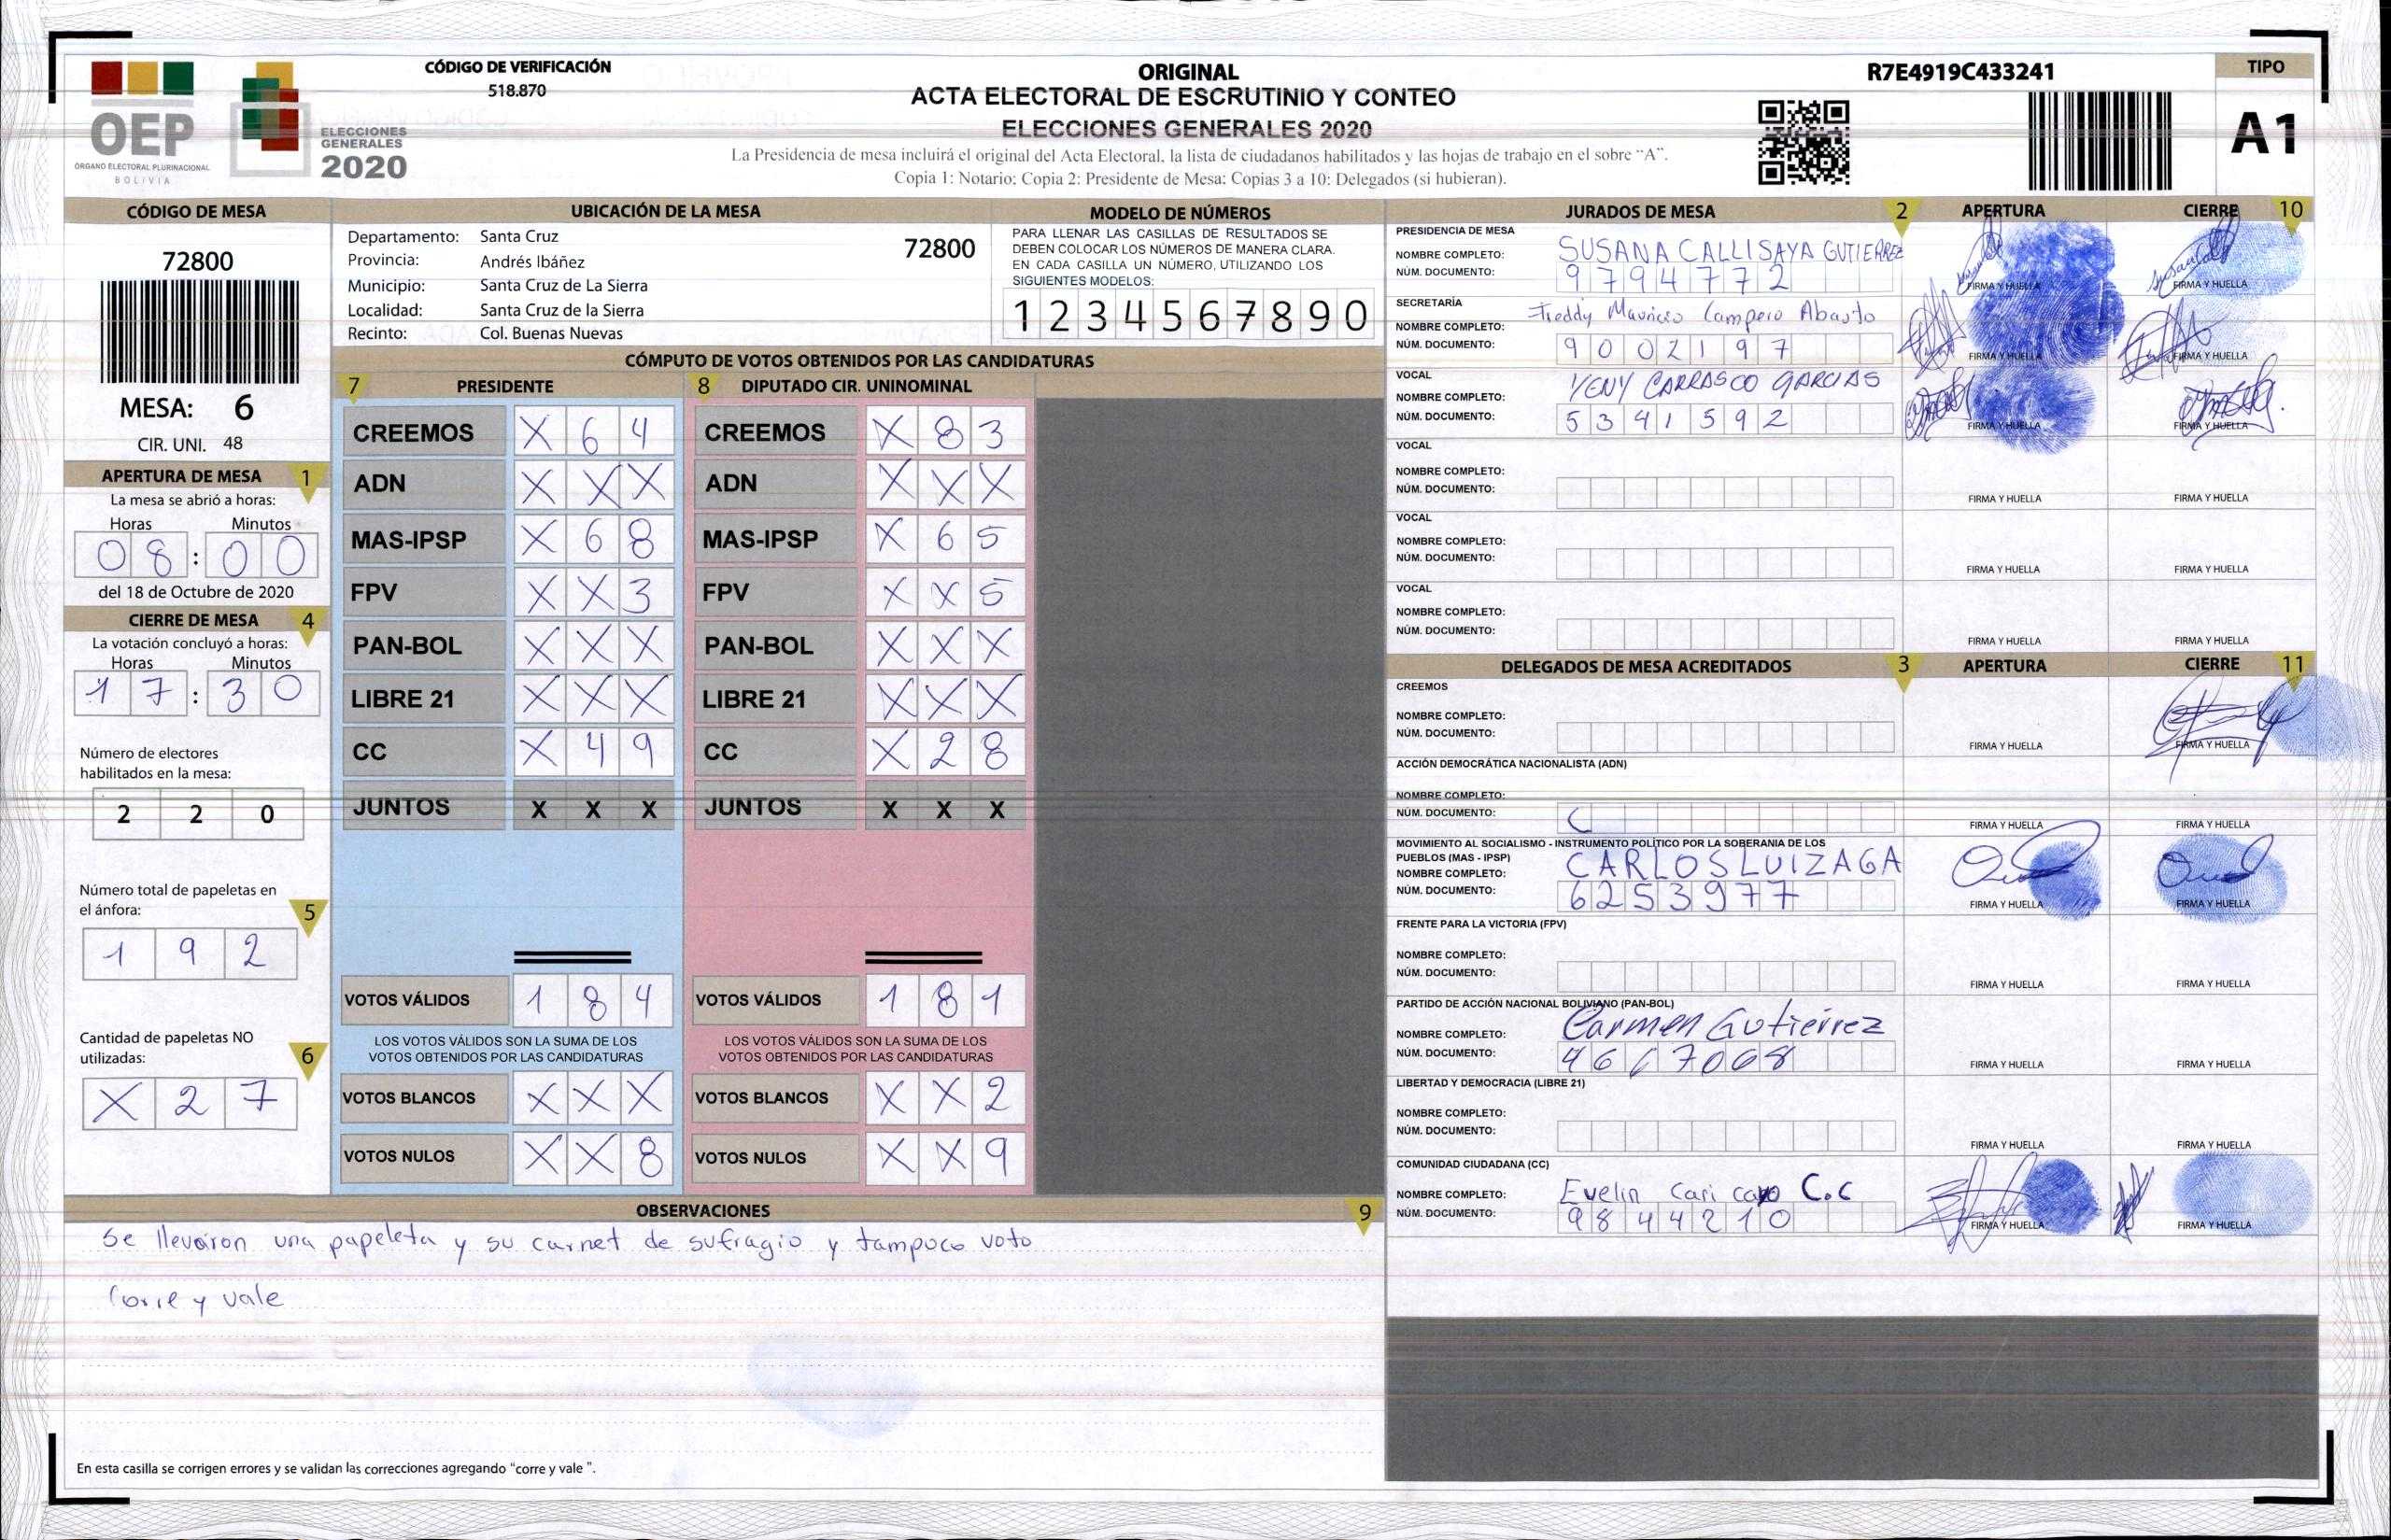 CÓDIGO DE VERIFICACIÓN
518.870
OEP
ÓRGANO ELECTORAL PLURINACIONAL
BOLIVIA
ELECCIONES
GENERALES
2020
ORIGINAL
ACTA ELECTORAL DE ESCRUTINIO Y CONTEO
ELECCIONES GENERALES 2020
La Presidencia de mesa incluirá el original del Acta Electoral, la lista de ciudadanos habilitados y las hojas de trabajo en el sobre "A".
Copia 1: Notario; Copia 2: Presidente de Mesa; Copias 3 a 10: Delegados (si hubieran).
R7E4919C433241
TIPO
A1
CÓDIGO DE MESA
72800
MESA: 6
CIR. UNI. 48
APERTURA DE MESA 1
La mesa se abrió a horas:
Horas Minutos
08:00
del 18 de Octubre de 2020
CIERRE DE MESA 4
La votación concluyó a horas:
Horas Minutos
17:30
Número de electores
habilitados en la mesa:
2 2 0
Número total de papeletas en
el ánfora: 5
1 9 2
Cantidad de papeletas NO
utilizadas: 6
X 2 7
UBICACIÓN DE LA MESA
Departamento: Santa Cruz 72800
Provincia: Andrés Ibáñez
Municipio: Santa Cruz de La Sierra
Localidad: Santa Cruz de la Sierra
Recinto: Col. Buenas Nuevas
MODELO DE NÚMEROS
PARA LLENAR LAS CASILLAS DE RESULTADOS SE
DEBEN COLOCAR LOS NÚMEROS DE MANERA CLARA.
EN CADA CASILLA UN NÚMERO, UTILIZANDO LOS
SIGUIENTES MODELOS:
1 2 3 4 5 6 7 8 9 0
CÓMPUTO DE VOTOS OBTENIDOS POR LAS CANDIDATURAS
7 PRESIDENTE 8 DIPUTADO CIR. UNINOMINAL
CREEMOS X 6 4 CREEMOS X 8 3
ADN X X X ADN X X X
MAS-IPSP X 6 8 MAS-IPSP X 6 5
FPV X X 3 FPV X X 5
PAN-BOL X X X PAN-BOL X X X
LIBRE 21 X X X LIBRE 21 X X X
CC X 4 9 CC X 2 8
JUNTOS X X X JUNTOS X X X
VOTOS VÁLIDOS 1 8 4 VOTOS VÁLIDOS 1 8 1
LOS VOTOS VÁLIDOS SON LA SUMA DE LOS LOS VOTOS VÁLIDOS SON LA SUMA DE LOS
VOTOS OBTENIDOS POR LAS CANDIDATURAS VOTOS OBTENIDOS POR LAS CANDIDATURAS
VOTOS BLANCOS X X X VOTOS BLANCOS X X 2
VOTOS NULOS X X 8 VOTOS NULOS X X 9
OBSERVACIONES 9
Se llevaron una papeleta y su carnet de sufragio y tampoco voto
Corre y vale
En esta casilla se corrigen errores y se validan las correcciones agregando "corre y vale ".
JURADOS DE MESA 2 APERTURA CIERRE 10
PRESIDENCIA DE MESA
NOMBRE COMPLETO: SUSANA CALLISAYA GUTIERREZ
NÚM. DOCUMENTO: 9794772 FIRMA Y HUELLA FIRMA Y HUELLA
SECRETARÍA
NOMBRE COMPLETO: Freddy Mauricio Campero Abasto
NÚM. DOCUMENTO: 9002197 FIRMA Y HUELLA FIRMA Y HUELLA
VOCAL
NOMBRE COMPLETO: YENY CARRASCO GARCIAS
NÚM. DOCUMENTO: 5341592 FIRMA Y HUELLA FIRMA Y HUELLA
VOCAL
NOMBRE COMPLETO:
NÚM. DOCUMENTO: FIRMA Y HUELLA FIRMA Y HUELLA
VOCAL
NOMBRE COMPLETO:
NÚM. DOCUMENTO: FIRMA Y HUELLA FIRMA Y HUELLA
VOCAL
NOMBRE COMPLETO:
NÚM. DOCUMENTO: FIRMA Y HUELLA FIRMA Y HUELLA
DELEGADOS DE MESA ACREDITADOS 3 APERTURA CIERRE 11
CREEMOS
NOMBRE COMPLETO:
NÚM. DOCUMENTO: FIRMA Y HUELLA FIRMA Y HUELLA
ACCIÓN DEMOCRÁTICA NACIONALISTA (ADN)
NOMBRE COMPLETO:
NÚM. DOCUMENTO: C FIRMA Y HUELLA FIRMA Y HUELLA
MOVIMIENTO AL SOCIALISMO - INSTRUMENTO POLÍTICO POR LA SOBERANIA DE LOS
PUEBLOS (MAS - IPSP)
NOMBRE COMPLETO: CARLOS LUIZAGA
NÚM. DOCUMENTO: 6253977 FIRMA Y HUELLA FIRMA Y HUELLA
FRENTE PARA LA VICTORIA (FPV)
NOMBRE COMPLETO:
NÚM. DOCUMENTO: FIRMA Y HUELLA FIRMA Y HUELLA
PARTIDO DE ACCIÓN NACIONAL BOLIVIANO (PAN-BOL)
NOMBRE COMPLETO: Carmen Gutierrez
NÚM. DOCUMENTO: FIRMA Y HUELLA FIRMA Y HUELLA
LIBERTAD Y DEMOCRACIA (LIBRE 21)
NOMBRE COMPLETO:
NÚM. DOCUMENTO: FIRMA Y HUELLA FIRMA Y HUELLA
COMUNIDAD CIUDADANA (CC)
NOMBRE COMPLETO: Evelin Cari C.C
NÚM. DOCUMENTO: 9844210 FIRMA Y HUELLA FIRMA Y HUELLA